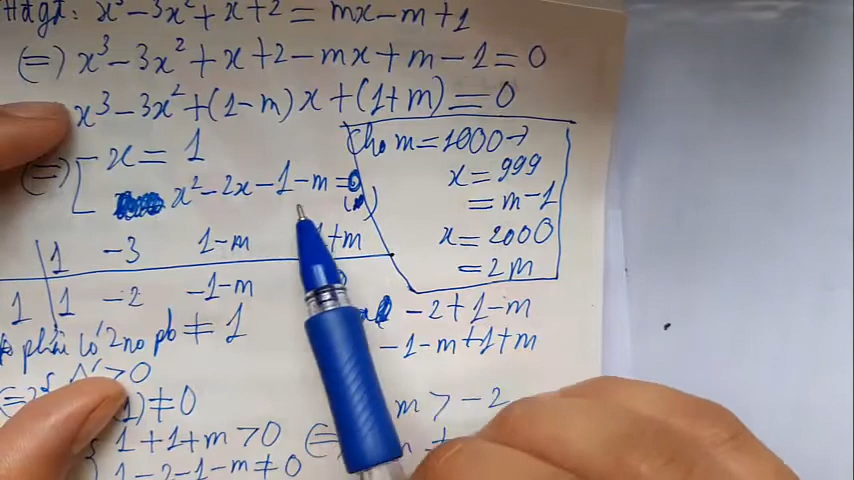 Hđgđ: x³-3x²+x+2 = mx-m+1
(=) x³-3x²+x+2-mx+m-1=0
x³-3x²+(1-m)x+(1+m)=0
(=) [ x=1
x²-2x-1-m=0
Cho m=1000→
x=999
=m-1
x=2000
=2m
1 -3 1-m 1+m
1 1 -2 -1-m
-2+1-m
-1-m+1+m
phải có 2 no pb ≠ 1
(=) { Δ'>0
1)≠0
1+1+m>0 (=)
1-2-1-m≠0
m>-2